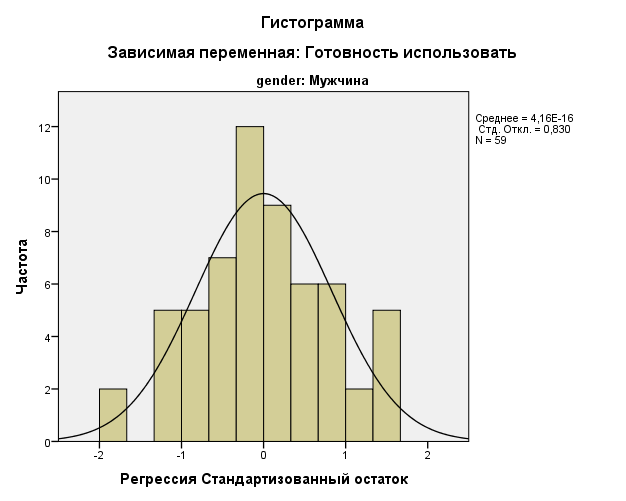 Гистограмма
Зависимая переменная: Готовность использовать
gender: Мужчина
Среднее = 4,16E-16
Стд. Откл. = 0,830
N = 59
Частота
12
10
8
6
4
2
0
-2
-1
0
1
2
Регрессия Стандартизованный остаток